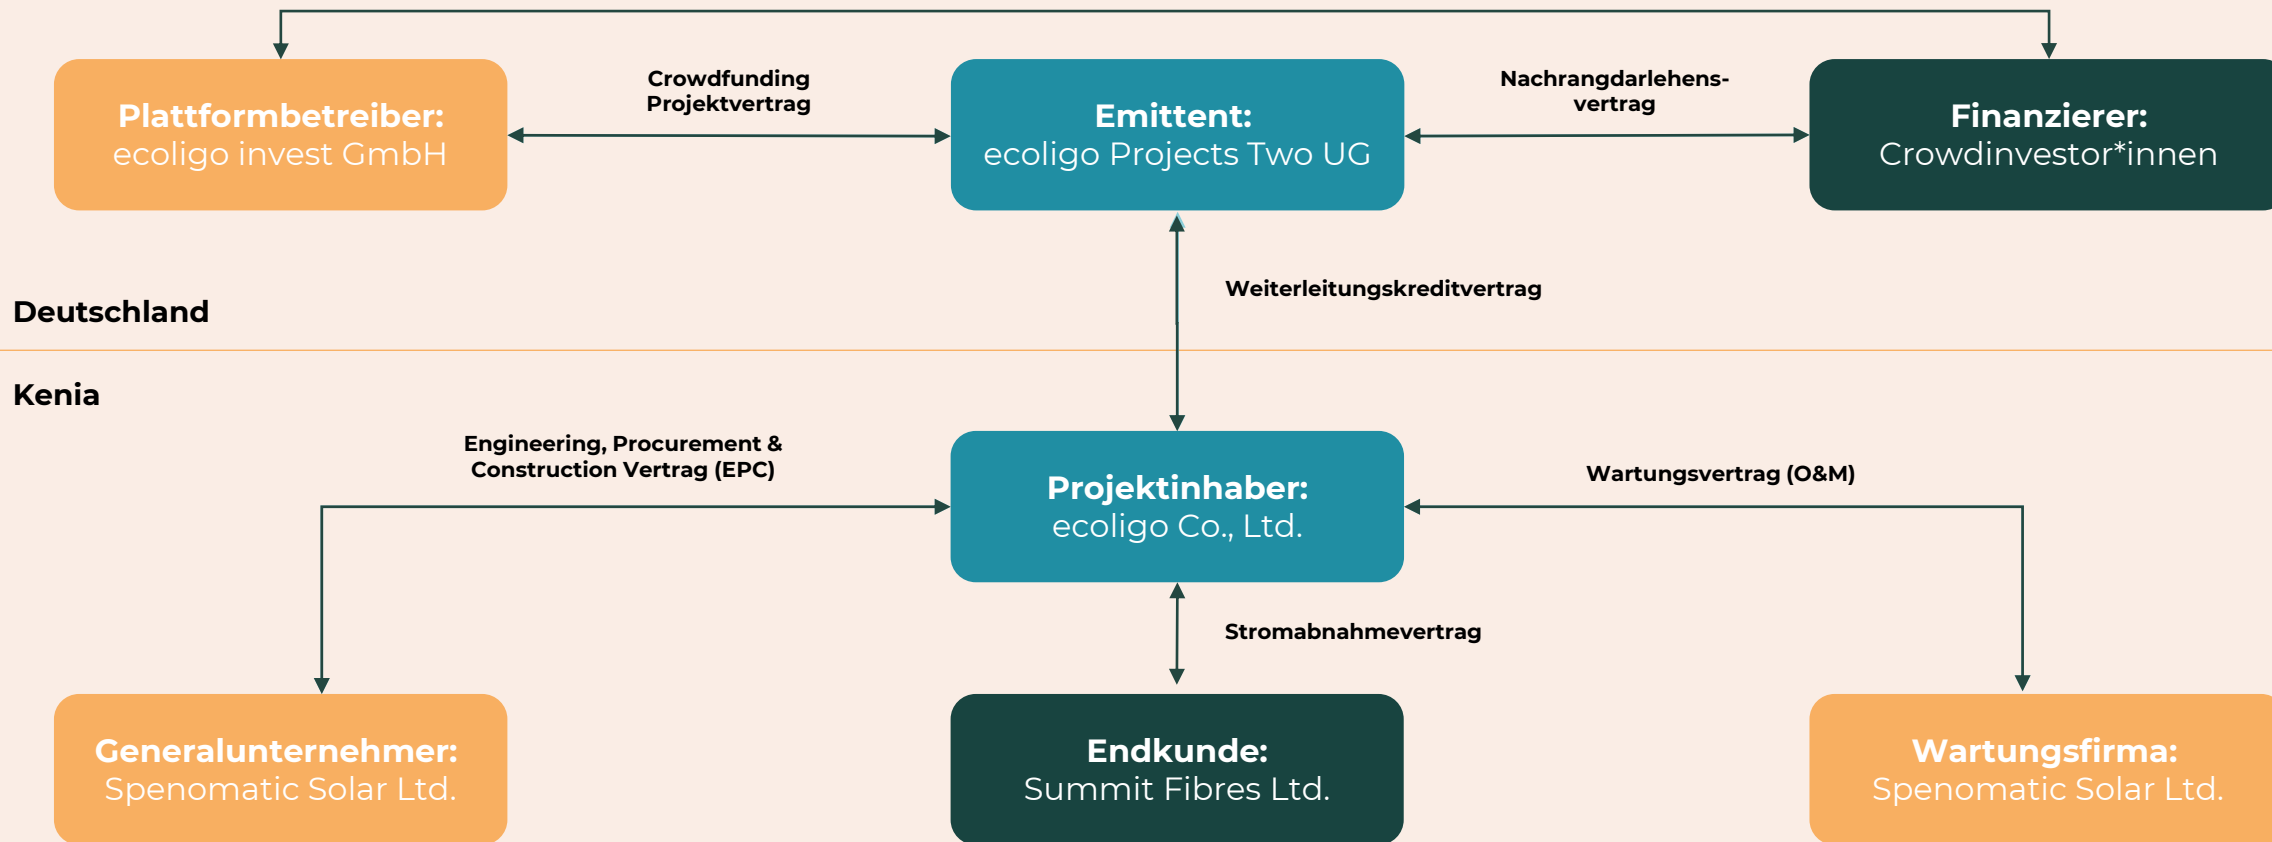 Crowdfunding
Projektvertrag
Nachrangdarlehens-
vertrag
Plattformbetreiber:
ecoligo invest GmbH
Emittent:
ecoligo Projects Two UG
Finanzierer:
Crowdinvestor*innen
Weiterleitungskreditvertrag
Deutschland
Kenia
Engineering, Procurement &
Construction Vertrag (EPC)
Projektinhaber:
ecoligo Co., Ltd.
Wartungsvertrag (O&M)
Stromabnahmevertrag
Generalunternehmer:
Spenomatic Solar Ltd.
Endkunde:
Summit Fibres Ltd.
Wartungsfirma:
Spenomatic Solar Ltd.